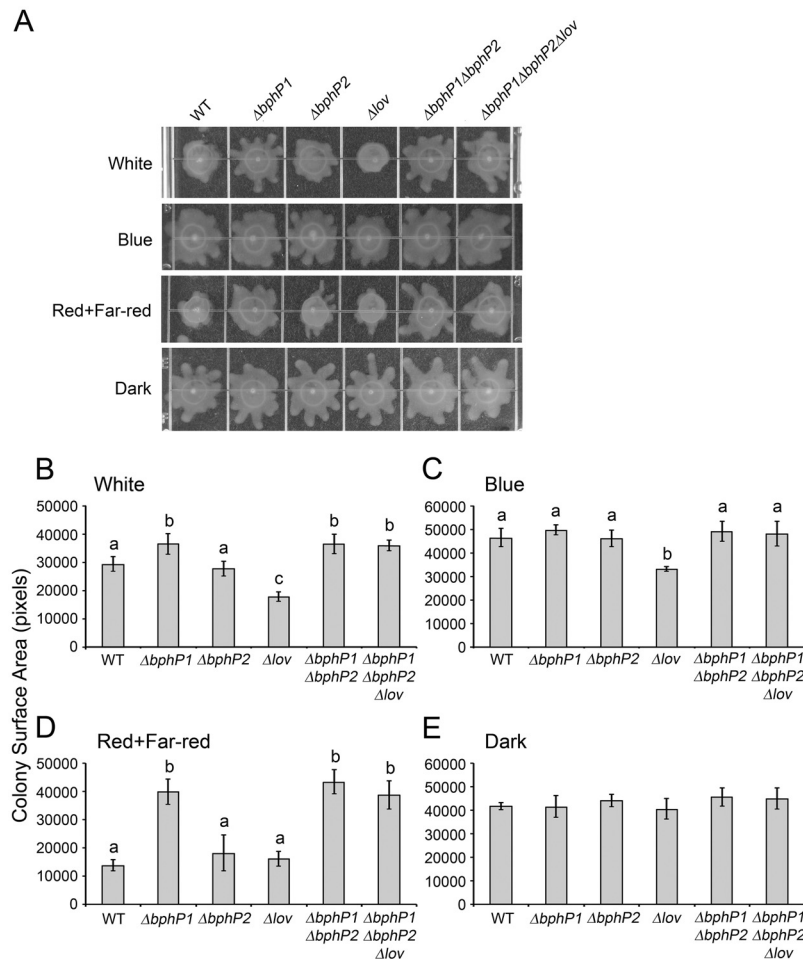 A
WT ΔbphP1 ΔbphP2 Δlov ΔbphP1ΔbphP2 ΔbphP1ΔbphP2Δlov
White
Blue
Red+Far-red
Dark
Colony Surface Area (pixels)
B White
50000
40000
30000
20000
10000
0
a b a c b b
WT ΔbphP1 ΔbphP2 Δlov ΔbphP1 ΔbphP1
ΔbphP2 ΔbphP2
Δlov
C Blue
60000
50000
40000
30000
20000
10000
0
a a a b a a
WT ΔbphP1 ΔbphP2 Δlov ΔbphP1 ΔbphP1
ΔbphP2 ΔbphP2
Δlov
D Red+Far-red
50000
40000
30000
20000
10000
0
a b a a b b
WT ΔbphP1 ΔbphP2 Δlov ΔbphP1 ΔbphP1
ΔbphP2 ΔbphP2
Δlov
E Dark
60000
50000
40000
30000
20000
10000
0
WT ΔbphP1 ΔbphP2 Δlov ΔbphP1 ΔbphP1
ΔbphP2 ΔbphP2
Δlov